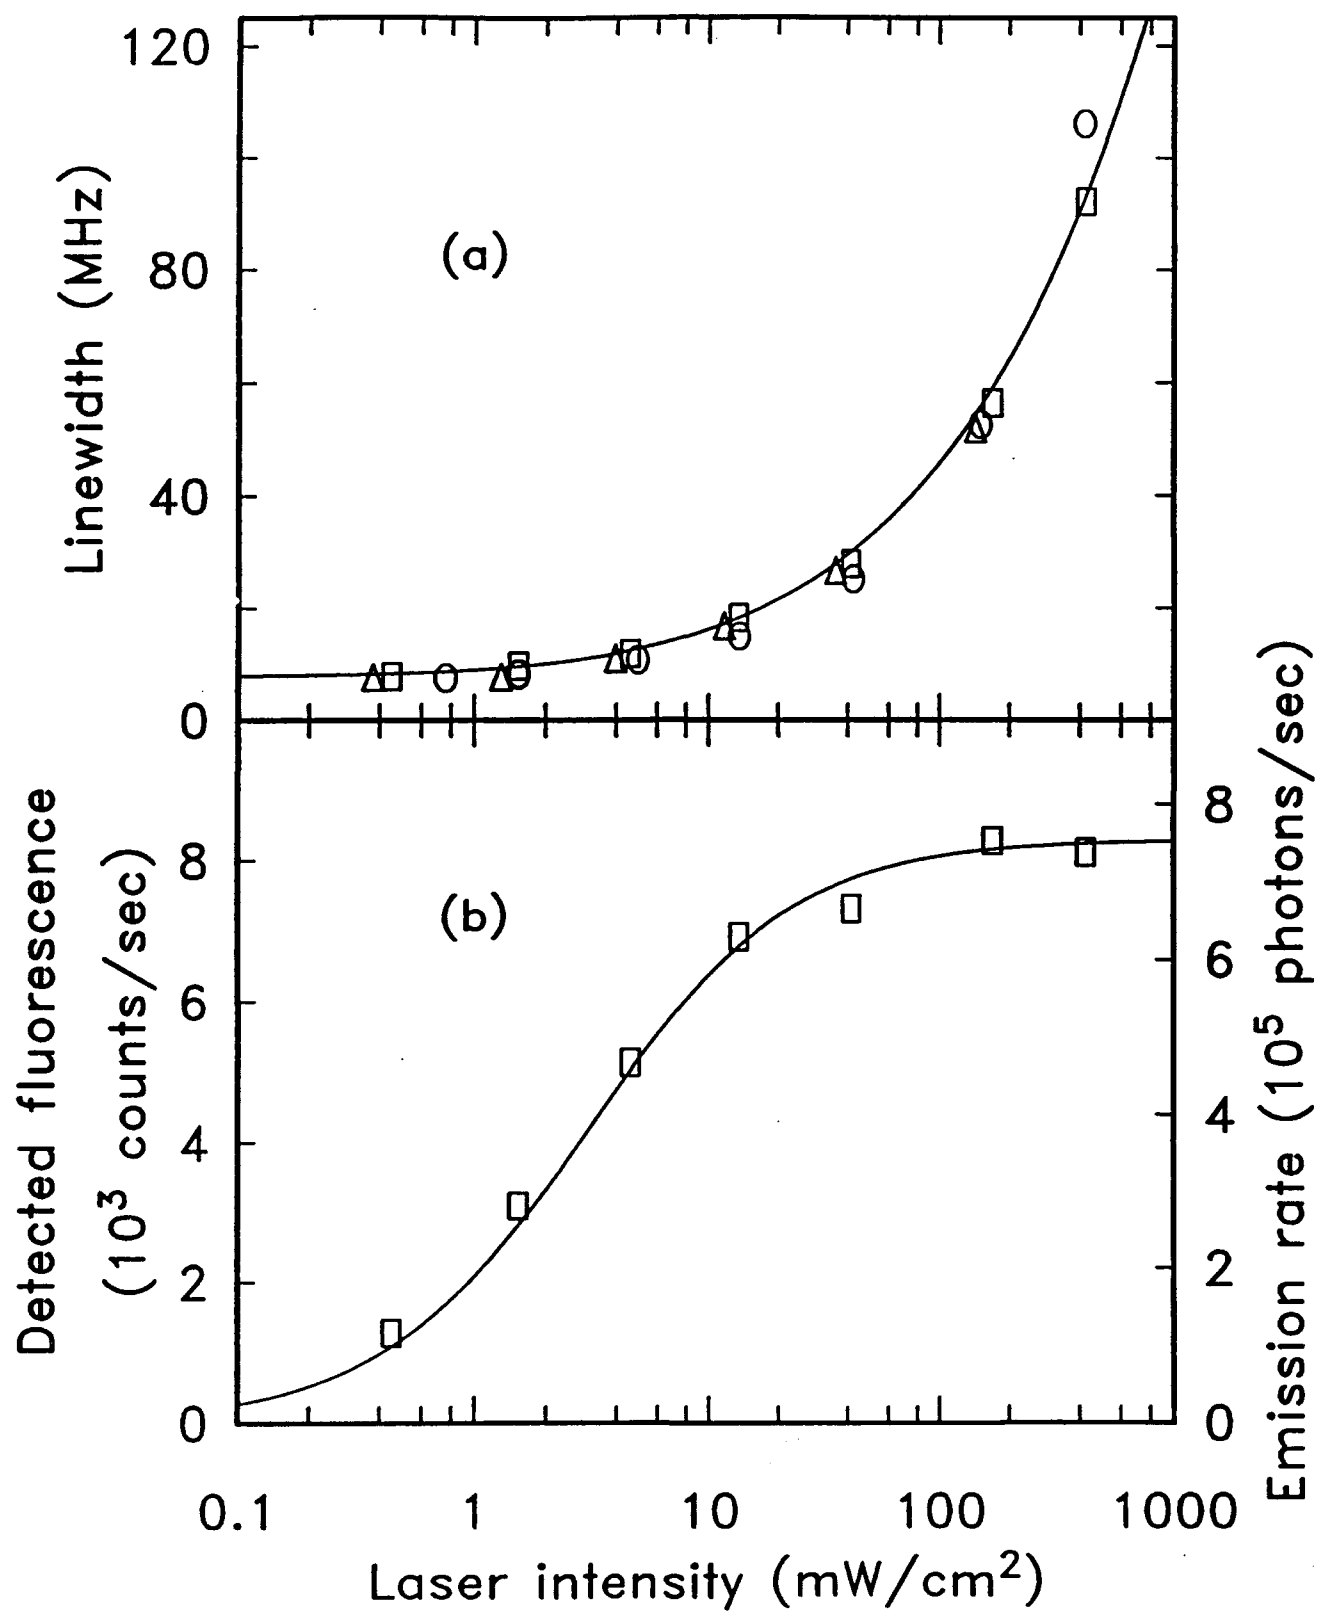 120
80
40
0
Linewidth (MHz)
(a)
8
6
4
2
0
Detected fluorescence
(10³ counts/sec)
(b)
8
6
4
2
0
Emission rate (10⁵ photons/sec)
0.1 1 10 100 1000
Laser intensity (mW/cm²)